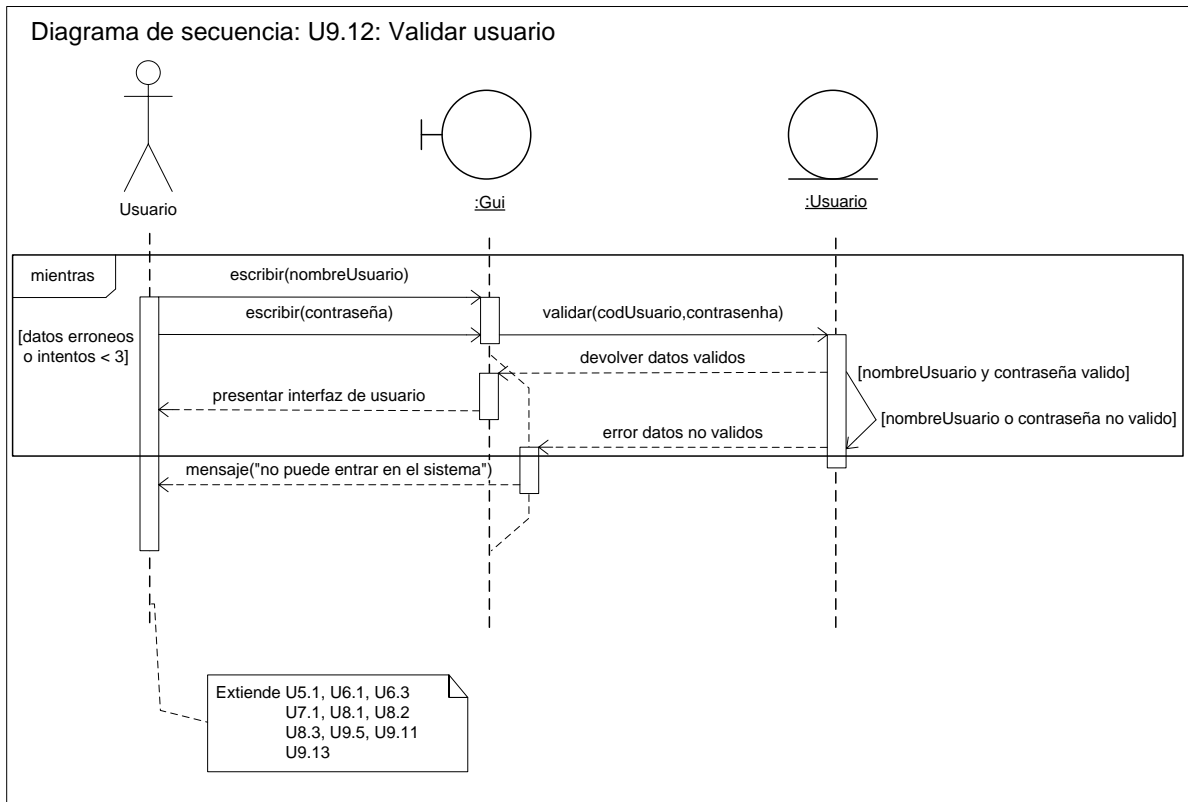 Diagrama de secuencia: U9.12: Validar usuario
Usuario
:Gui
:Usuario
mientras
[datos erroneos
o intentos < 3]
escribir(nombreUsuario)
escribir(contraseña)
validar(codUsuario,contrasenha)
devolver datos validos
[nombreUsuario y contraseña valido]
presentar interfaz de usuario
[nombreUsuario o contraseña no valido]
error datos no validos
mensaje("no puede entrar en el sistema")
Extiende U5.1, U6.1, U6.3
U7.1, U8.1, U8.2
U8.3, U9.5, U9.11
U9.13